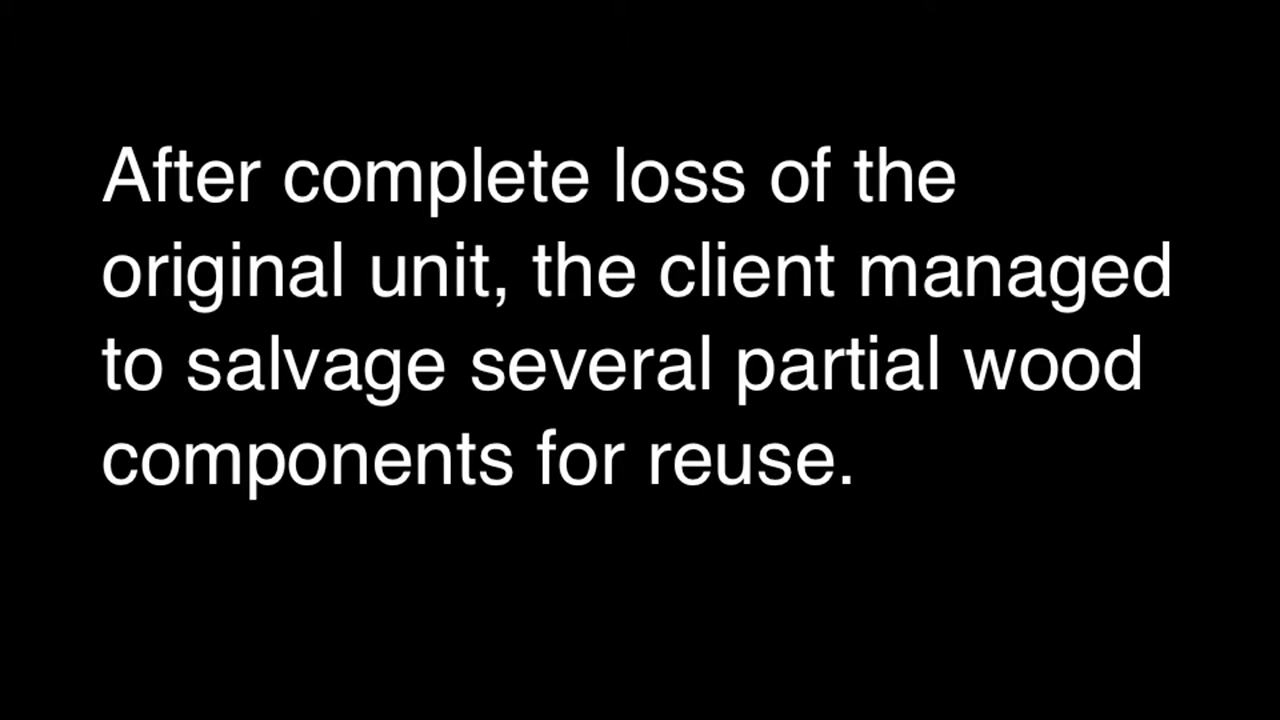 After complete loss of the
original unit, the client managed
to salvage several partial wood
components for reuse.